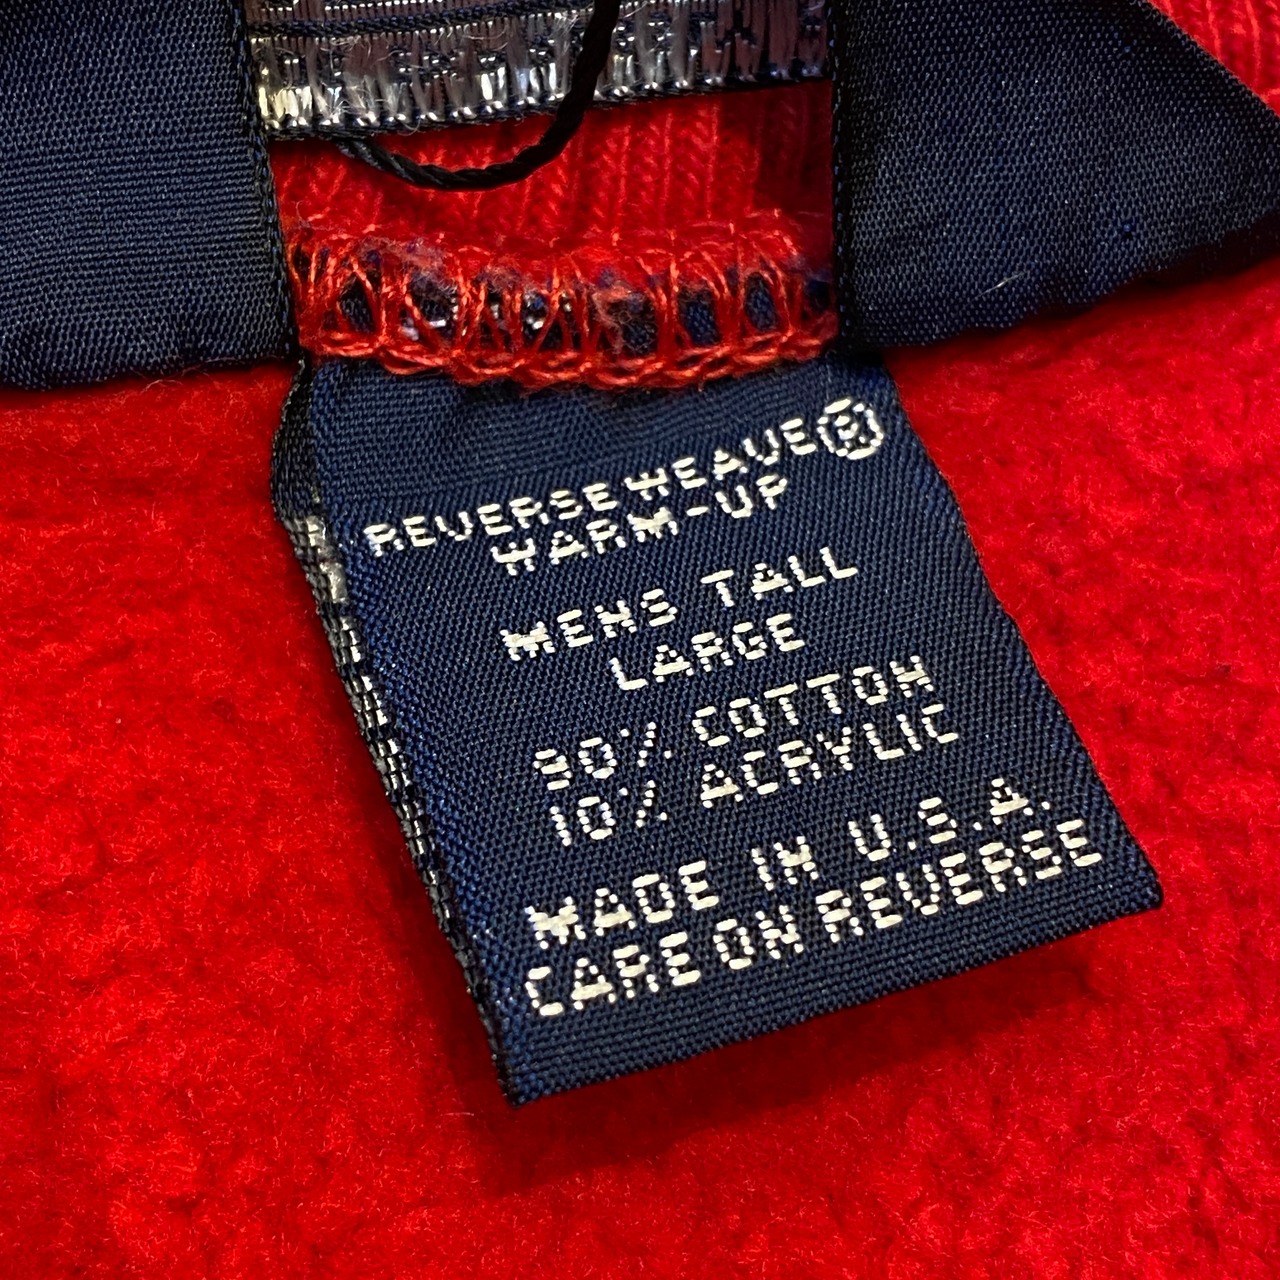 REVERSE WEAVE®
WARM-UP
MENS TALL
LARGE
90% COTTON
10% ACRYLIC
MADE IN U.S.A.
CARE ON REVERSE